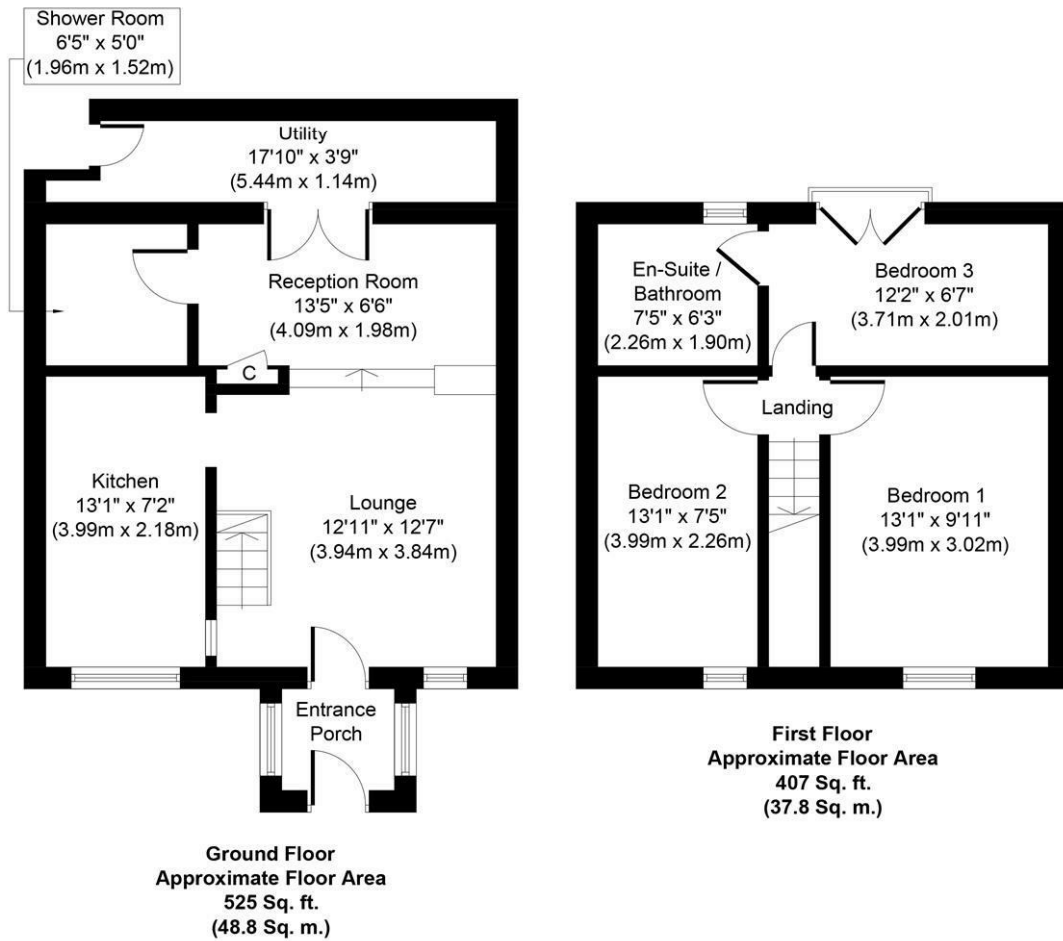 Shower Room
6'5" x 5'0"
(1.96m x 1.52m)
Utility
17'10" x 3'9"
(5.44m x 1.14m)
Reception Room
13'5" x 6'6"
(4.09m x 1.98m)
C
Kitchen
13'1" x 7'2"
(3.99m x 2.18m)
Lounge
12'11" x 12'7"
(3.94m x 3.84m)
Entrance
Porch
Ground Floor
Approximate Floor Area
525 Sq. ft.
(48.8 Sq. m.)
En-Suite /
Bathroom
7'5" x 6'3"
(2.26m x 1.90m)
Bedroom 3
12'2" x 6'7"
(3.71m x 2.01m)
Landing
Bedroom 2
13'1" x 7'5"
(3.99m x 2.26m)
Bedroom 1
13'1" x 9'11"
(3.99m x 3.02m)
First Floor
Approximate Floor Area
407 Sq. ft.
(37.8 Sq. m.)